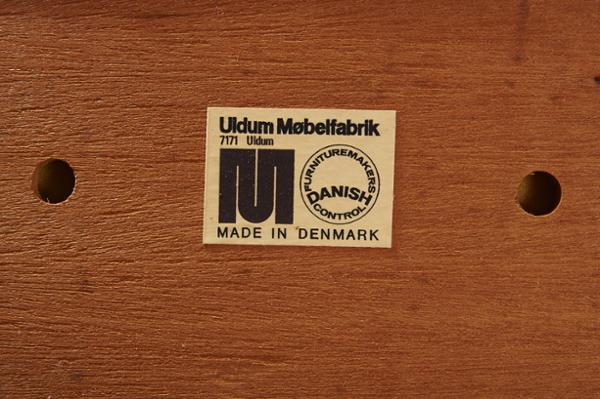 Uldum Møbelfabrik
7171 Uldum
FURNITUREMAKERS
DANISH
CONTROL
MADE IN DENMARK